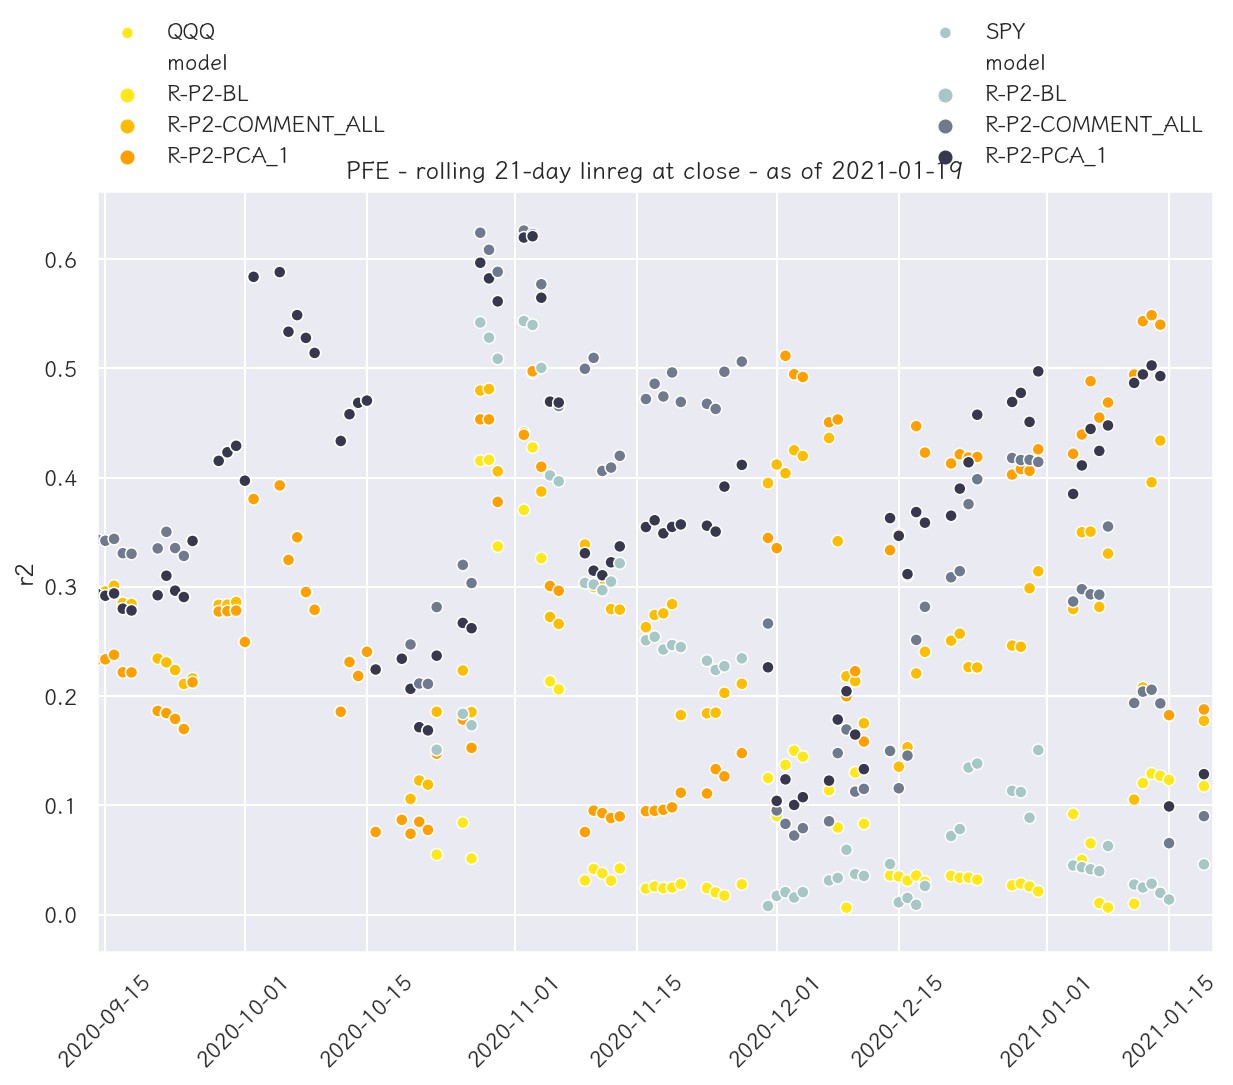 QQQ
model
R-P2-BL
R-P2-COMMENT_ALL
R-P2-PCA_1
SPY
model
R-P2-BL
R-P2-COMMENT_ALL
R-P2-PCA_1
PFE - rolling 21-day linreg at close - as of 2021-01-19
0.6
0.5
0.4
0.3
0.2
0.1
0.0
r2
2020-09-15
2020-10-01
2020-10-15
2020-11-01
2020-11-15
2020-12-01
2020-12-15
2021-01-01
2021-01-15